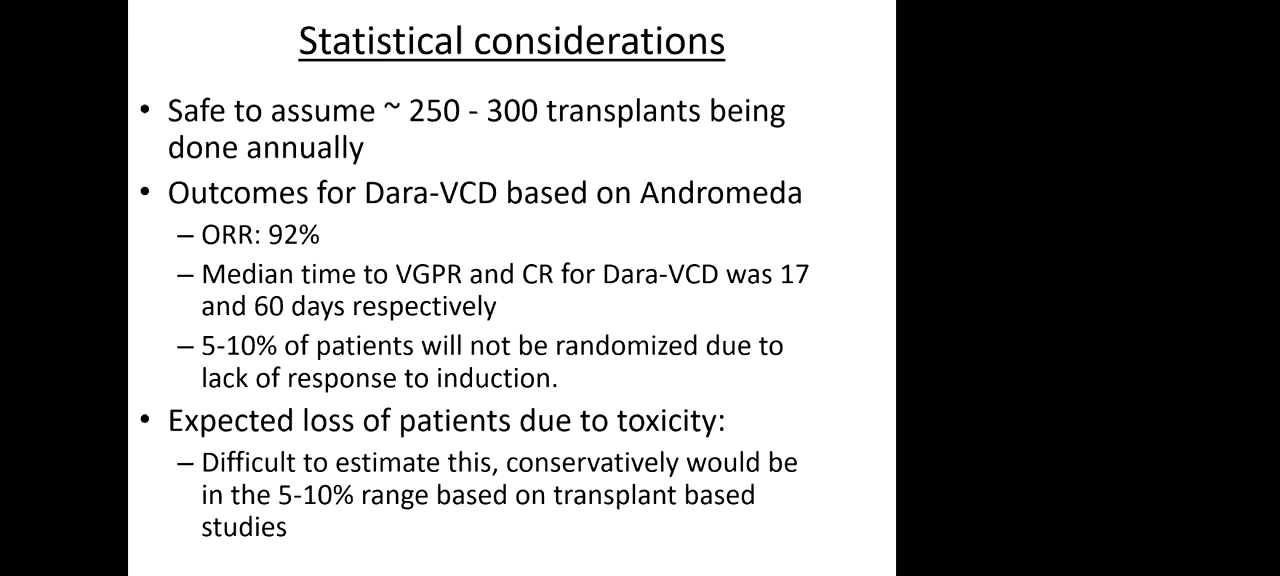 Statistical considerations
• Safe to assume ~ 250 - 300 transplants being
done annually
• Outcomes for Dara-VCD based on Andromeda
– ORR: 92%
– Median time to VGPR and CR for Dara-VCD was 17
and 60 days respectively
– 5-10% of patients will not be randomized due to
lack of response to induction.
• Expected loss of patients due to toxicity:
– Difficult to estimate this, conservatively would be
in the 5-10% range based on transplant based
studies